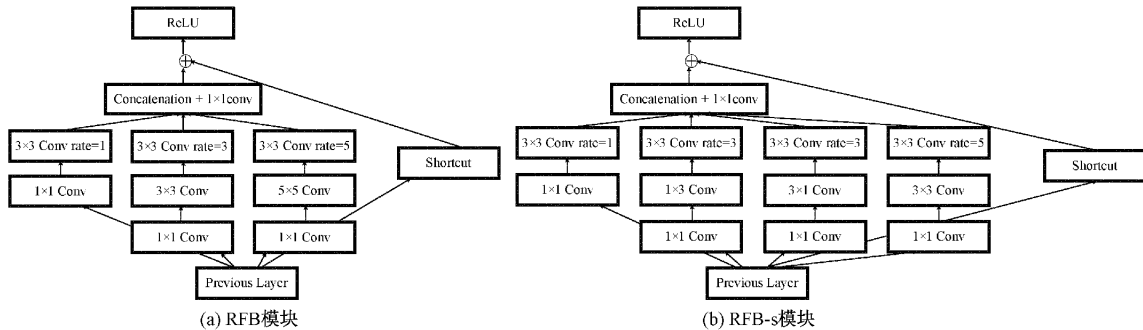 ReLU
Concatenation + 1×1conv
3×3 Conv rate=1
3×3 Conv rate=3
3×3 Conv rate=5
Shortcut
1×1 Conv
3×3 Conv
5×5 Conv
1×1 Conv
1×1 Conv
Previous Layer
(a) RFB模块
ReLU
Concatenation + 1×1conv
3×3 Conv rate=1
3×3 Conv rate=3
3×3 Conv rate=3
3×3 Conv rate=5
Shortcut
1×1 Conv
1×3 Conv
3×1 Conv
3×3 Conv
1×1 Conv
1×1 Conv
1×1 Conv
Previous Layer
(b) RFB-s模块